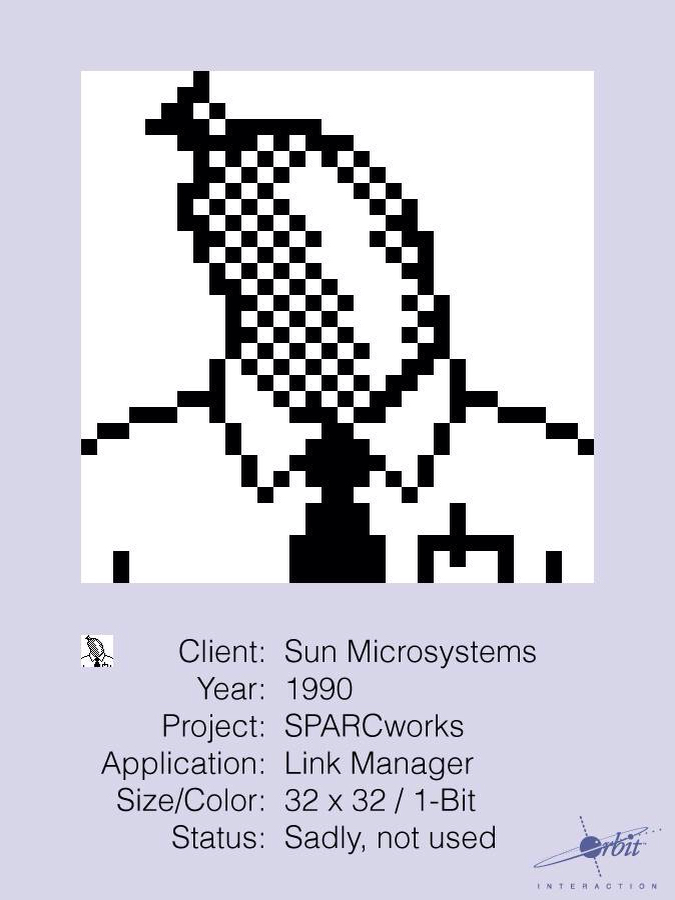 Client: Sun Microsystems
Year: 1990
Project: SPARCworks
Application: Link Manager
Size/Color: 32 x 32 / 1-Bit
Status: Sadly, not used
Orbit
INTERACTION